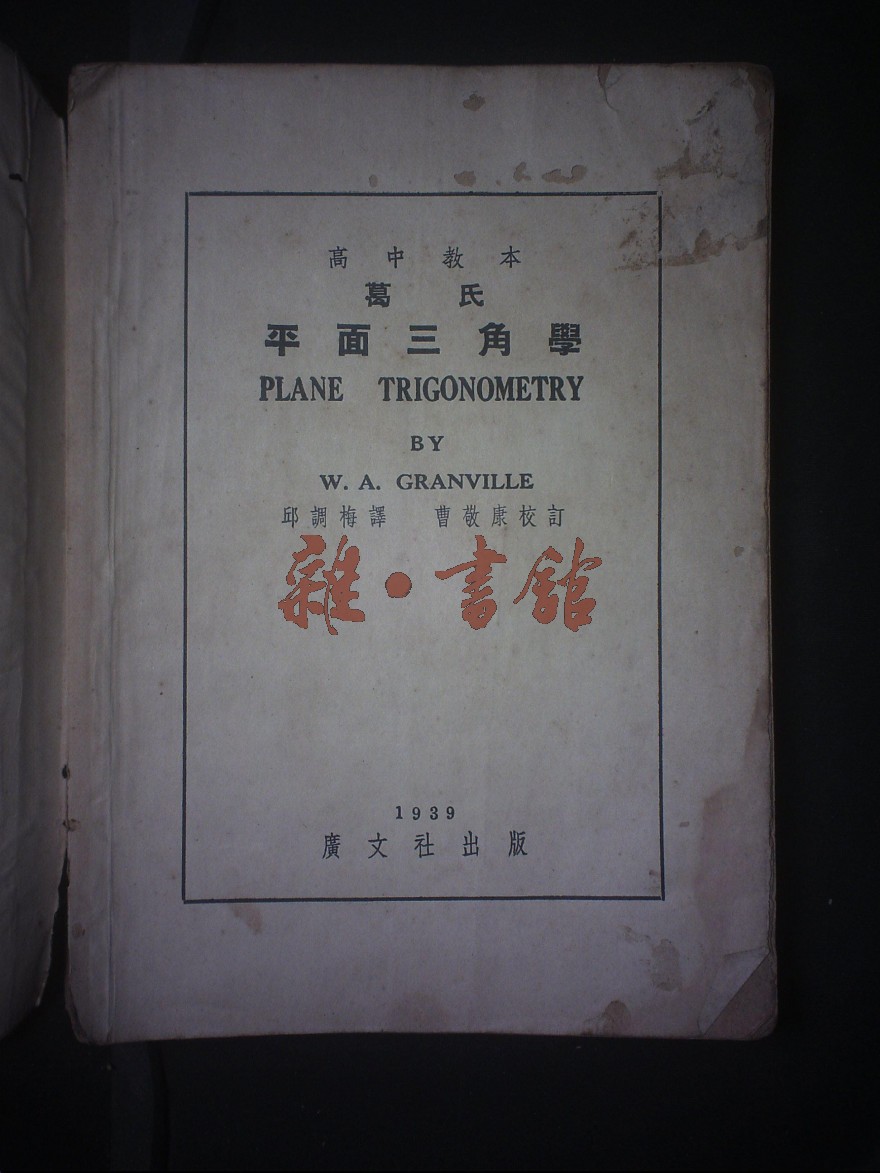 高中教本
葛氏
平面三角學
PLANE TRIGONOMETRY
BY
W. A. GRANVILLE
邱調梅譯 曹敬康校訂
雜·書館
1939
廣文社出版